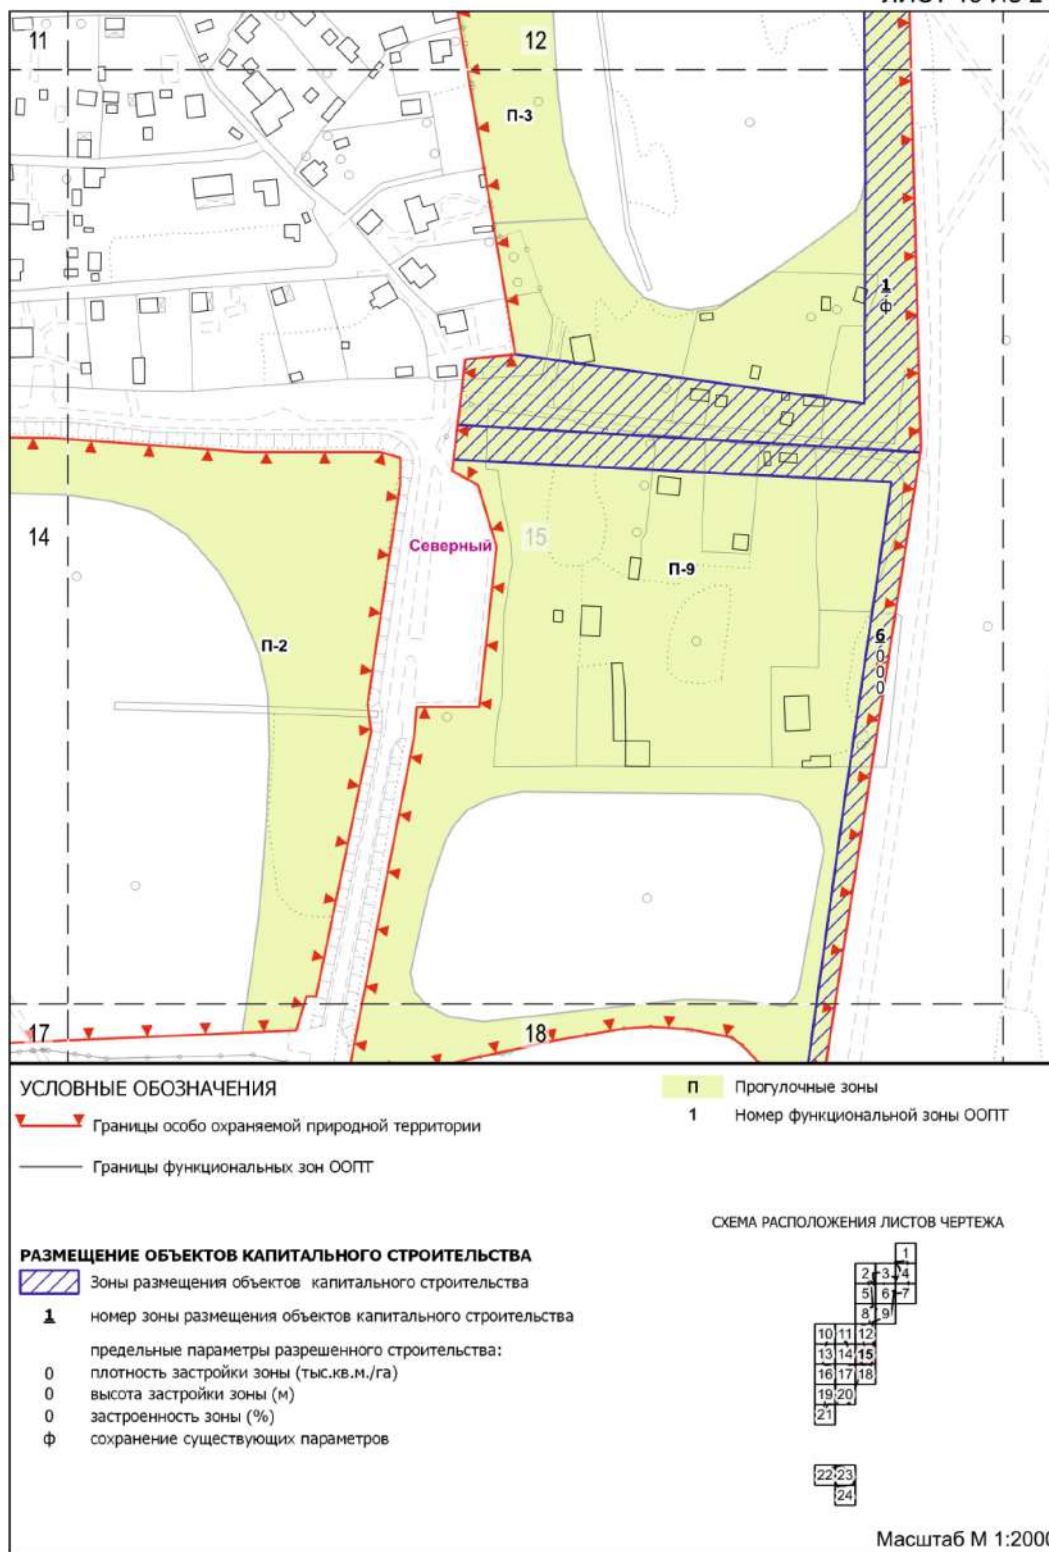 11
12
П-3
1
ф
14
Северный
15
П-9
П-2
6
0
0
0
17
18
УСЛОВНЫЕ ОБОЗНАЧЕНИЯ
Границы особо охраняемой природной территории
Границы функциональных зон ООПТ
П Прогулочные зоны
1 Номер функциональной зоны ООПТ
РАЗМЕЩЕНИЕ ОБЪЕКТОВ КАПИТАЛЬНОГО СТРОИТЕЛЬСТВА
Зоны размещения объектов капитального строительства
1 номер зоны размещения объектов капитального строительства
предельные параметры разрешенного строительства:
0 плотность застройки зоны (тыс.кв.м./га)
0 высота застройки зоны (м)
0 застроенность зоны (%)
ф сохранение существующих параметров
СХЕМА РАСПОЛОЖЕНИЯ ЛИСТОВ ЧЕРТЕЖА
1
2 3 4
5 6 7
8 9
10 11 12
13 14 15
16 17 18
19 20
21
22 23
24
Масштаб М 1:2000